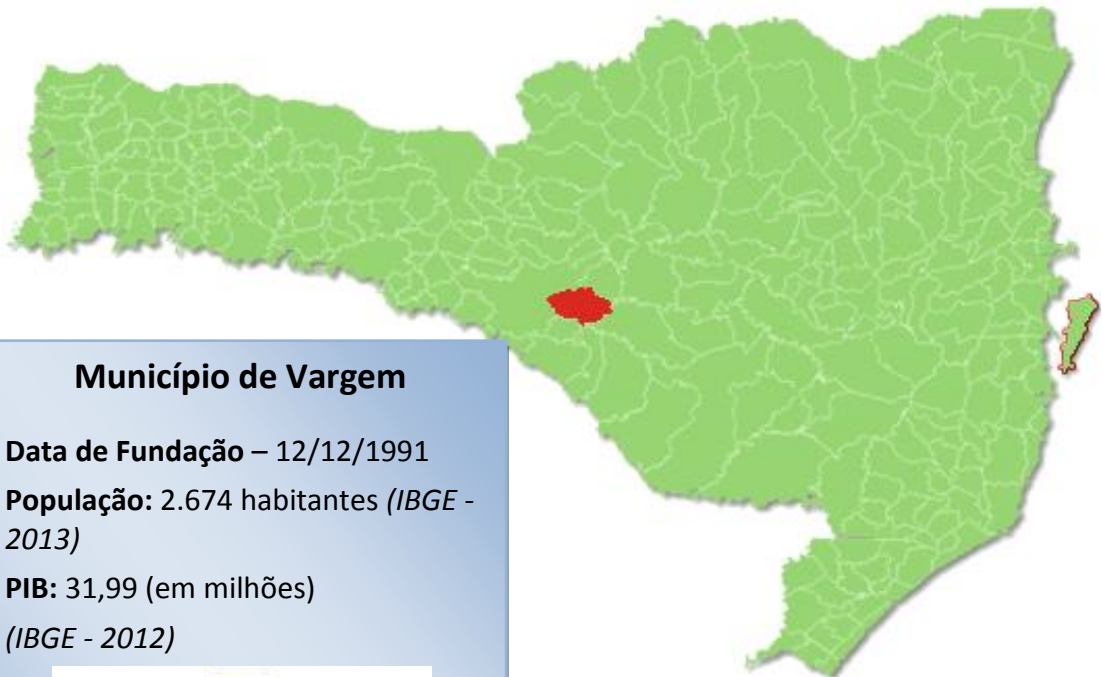 Município de Vargem
Data de Fundação – 12/12/1991
População: 2.674 habitantes (IBGE -
2013)
PIB: 31,99 (em milhões)
(IBGE - 2012)